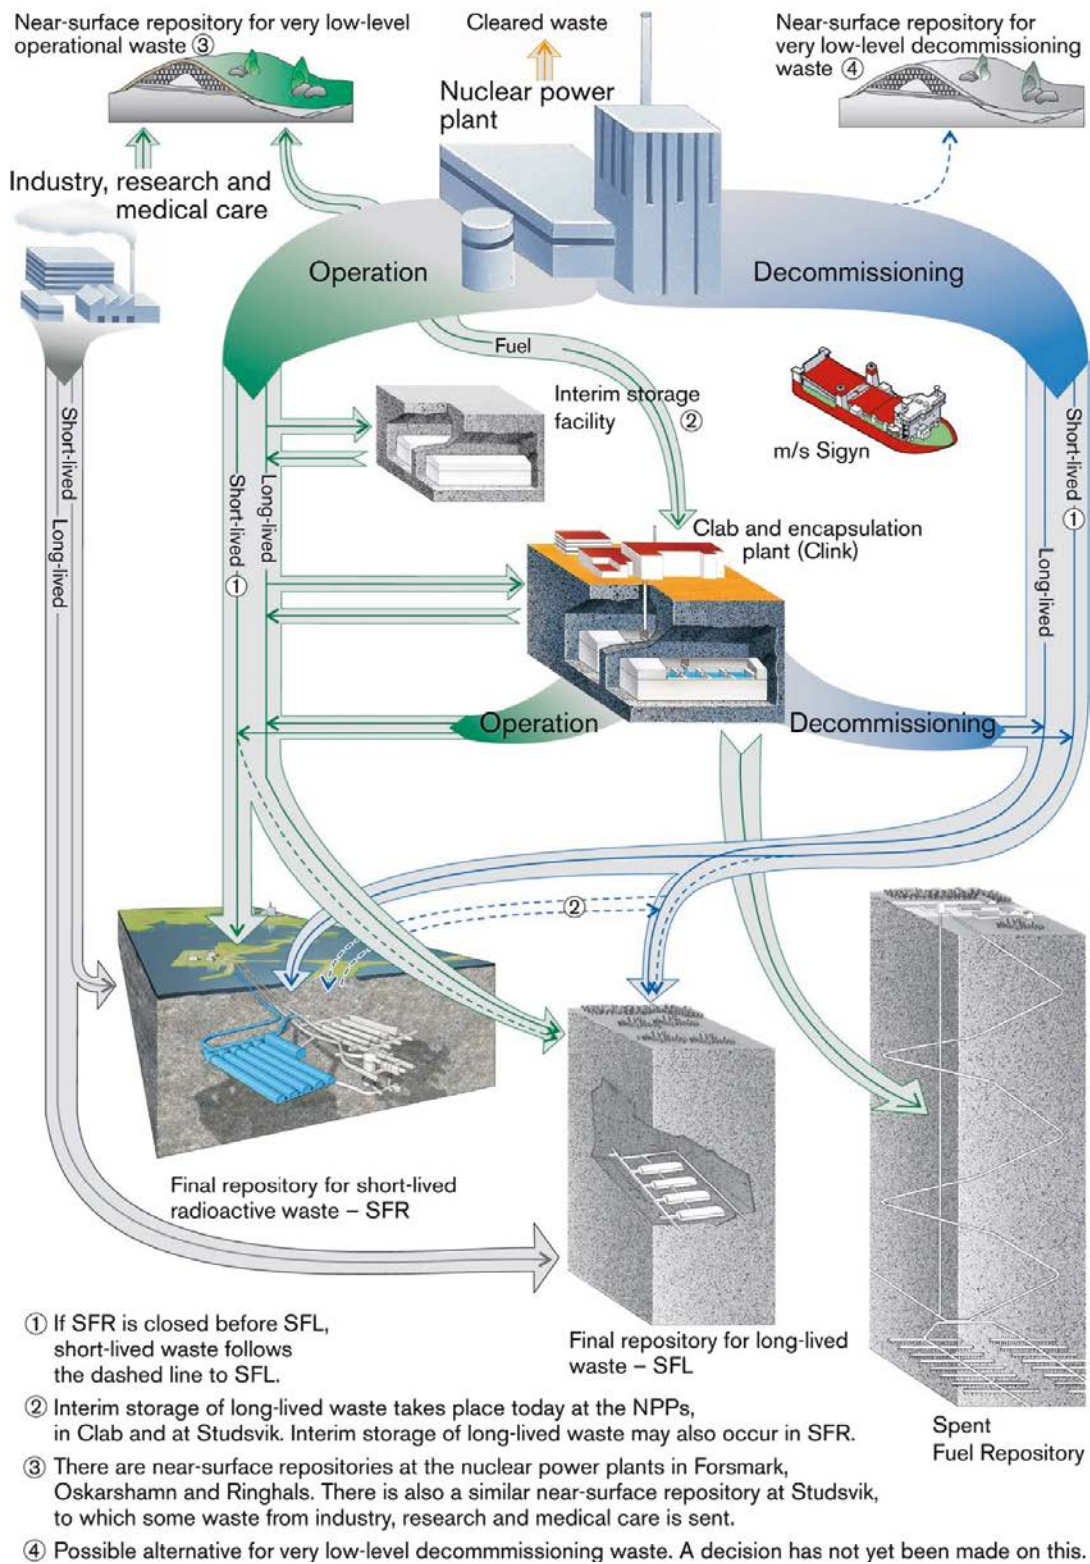 Near-surface repository for very low-level
operational waste ③
Cleared waste
Near-surface repository for
very low-level decommissioning
waste ④
Nuclear power
plant
Industry, research and
medical care
Operation
Decommissioning
Fuel
Interim storage
facility
②
m/s Sigyn
Short-lived
Long-lived
Short-lived ①
Long-lived
Long-lived
Short-lived ①
Clab and encapsulation
plant (Clink)
Operation
Decommissioning
②
Final repository for short-lived
radioactive waste – SFR
Final repository for long-lived
waste – SFL
Spent
Fuel Repository
① If SFR is closed before SFL,
short-lived waste follows
the dashed line to SFL.
② Interim storage of long-lived waste takes place today at the NPPs,
in Clab and at Studsvik. Interim storage of long-lived waste may also occur in SFR.
③ There are near-surface repositories at the nuclear power plants in Forsmark,
Oskarshamn and Ringhals. There is also a similar near-surface repository at Studsvik,
to which some waste from industry, research and medical care is sent.
④ Possible alternative for very low-level decommmissioning waste. A decision has not yet been made on this